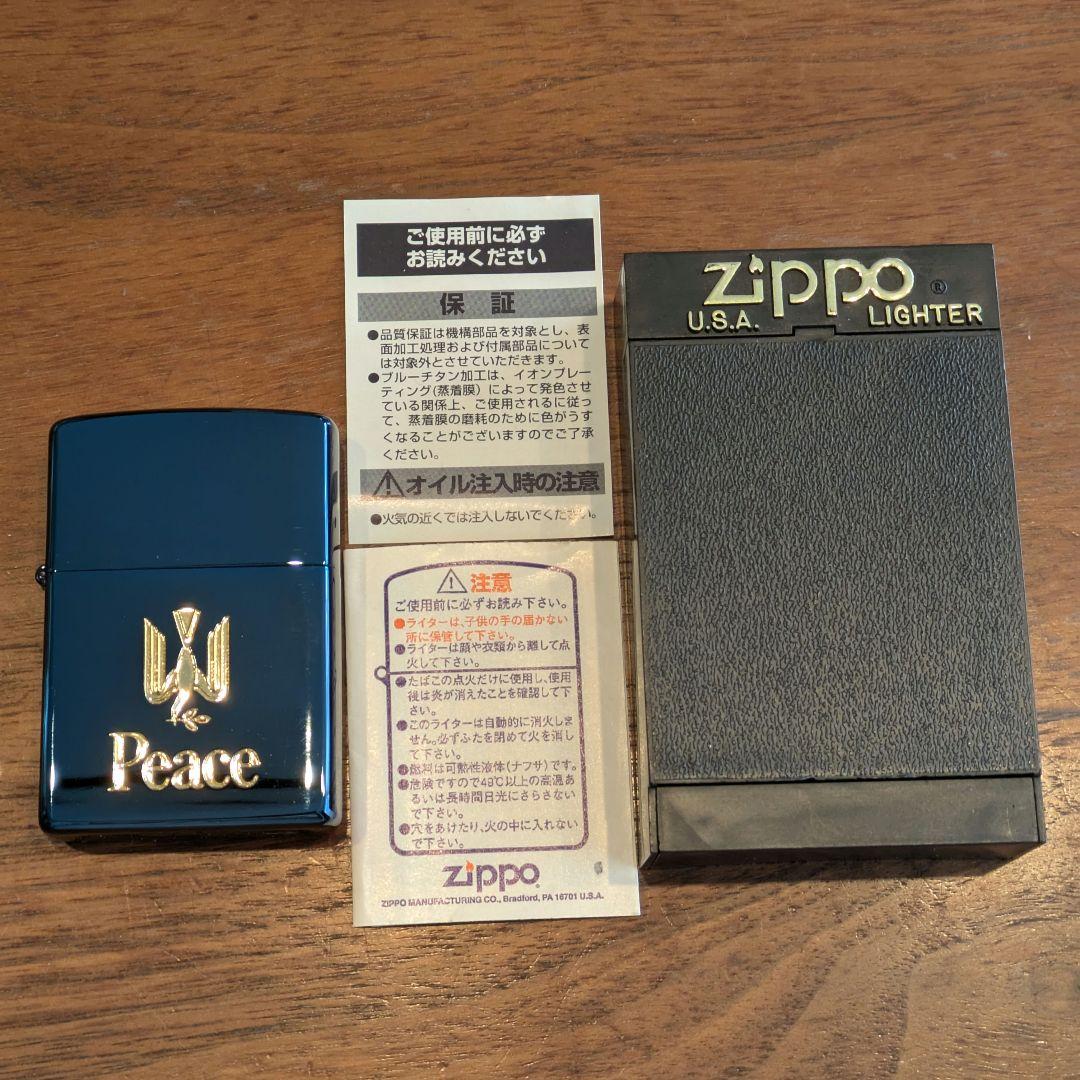 Peace
ご使用前に必ず
お読みください
保 証
●品質保証は機構部品を対象とし、表
面加工処理および付属部品について
は対象外とさせていただきます。
●ブルーチタン加工は、イオンプレー
ティング(蒸着膜)によって発色させ
ている関係上、ご使用されるに従っ
て、蒸着膜の磨耗のために色がうす
くなることがございますのでご了承
ください。
⚠オイル注入時の注意
●火気の近くでは注入しないでください。
⚠注意
ご使用前に必ずお読み下さい。
●ライターは、子供の手の届かない
所に保管して下さい。
●ライターは顔や衣類から離して点
火して下さい。
●たばこの点火だけに使用し、使用
後は炎が消えたことを確認して下
さい。
●このライターは自動的に消火しま
せん。必ずふたを閉めて火を消し
て下さい。
●燃料は可燃性液体(ナフサ)です。
●危険ですので49℃以上の高温あ
るいは長時間日光にさらさない
で下さい。
●穴をあけたり、火の中に入れない
で下さい。
zippo
ZIPPO MANUFACTURING CO., Bradford, PA 16701 U.S.A.
zippo®
U.S.A. LIGHTER